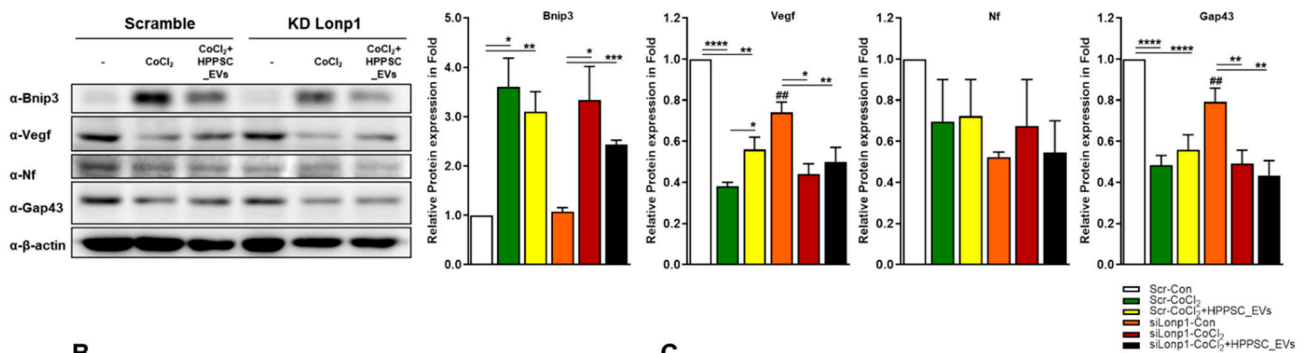 Scramble KD Lonp1
- CoCl2 CoCl2+ HPPSC _EVs - CoCl2 CoCl2+ HPPSC _EVs
α-Bnip3
α-Vegf
α-Nf
α-Gap43
α-β-actin
Bnip3
Relative Protein expression in Fold
5.0
4.0
3.0
2.0
1.0
0.0
* ** * ***
Vegf
Relative Protein expression in Fold
1.2
1.0
0.8
0.6
0.4
0.2
0.0
**** ** * ## * **
Nf
Relative Protein expression in Fold
1.2
1.0
0.8
0.6
0.4
0.2
0.0
Gap43
Relative Protein expression in Fold
1.2
1.0
0.8
0.6
0.4
0.2
0.0
**** **** ## ** **
Scr-Con
Scr-CoCl2
Scr-CoCl2+HPPSC_EVs
siLonp1-Con
siLonp1-CoCl2
siLonp1-CoCl2+HPPSC_EVs